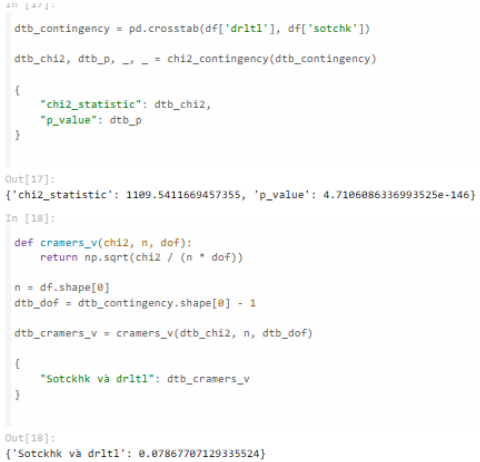 In [17]:
dtb_contingency = pd.crosstab(df['drltl'], df['sotchk'])
dtb_chi2, dtb_p, _, _ = chi2_contingency(dtb_contingency)
{
"chi2_statistic": dtb_chi2,
"p_value": dtb_p
}
Out[17]:
{'chi2_statistic': 1109.5411669457355, 'p_value': 4.7106086336993525e-146}
In [18]:
def cramers_v(chi2, n, dof):
return np.sqrt(chi2 / (n * dof))
n = df.shape[0]
dtb_dof = dtb_contingency.shape[0] - 1
dtb_cramers_v = cramers_v(dtb_chi2, n, dtb_dof)
{
"Sotckhk và drltl": dtb_cramers_v
}
Out[18]:
{'Sotckhk và drltl': 0.07867707129335524}